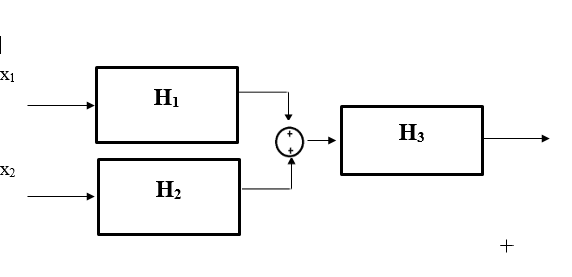 x₁
H₁
+
+
H₃
x₂
H₂
+